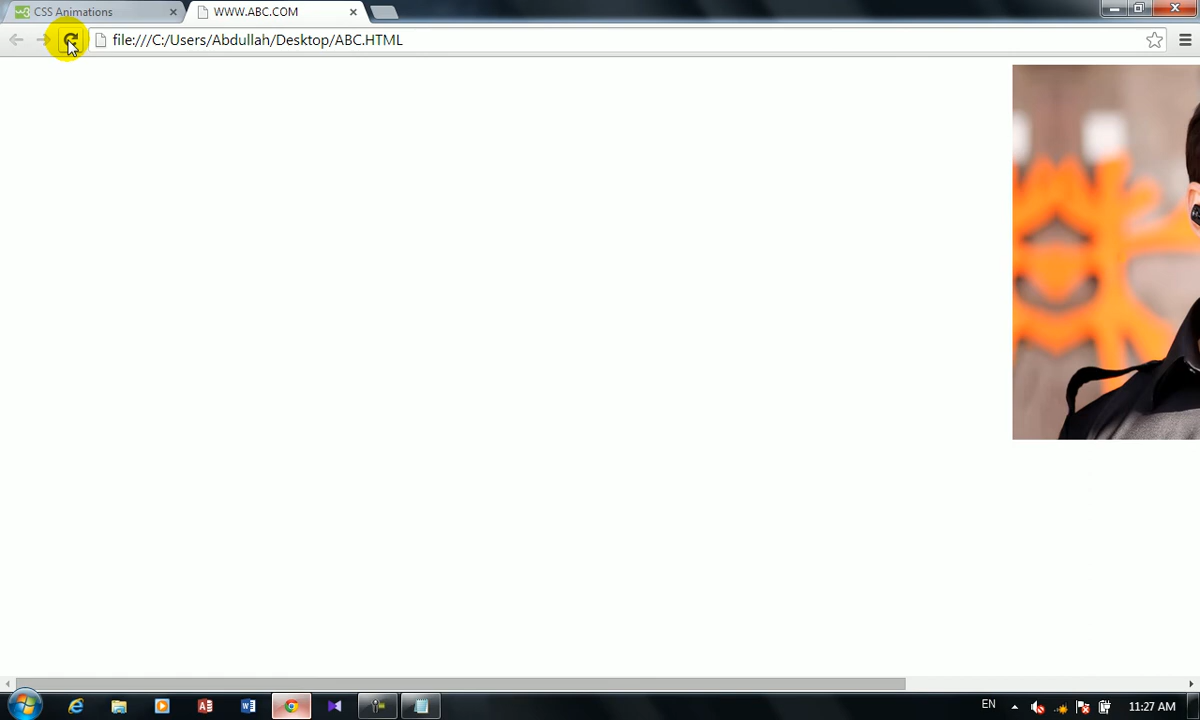 CSS Animations
WWW.ABC.COM
file:///C:/Users/Abdullah/Desktop/ABC.HTML
EN
11:27 AM